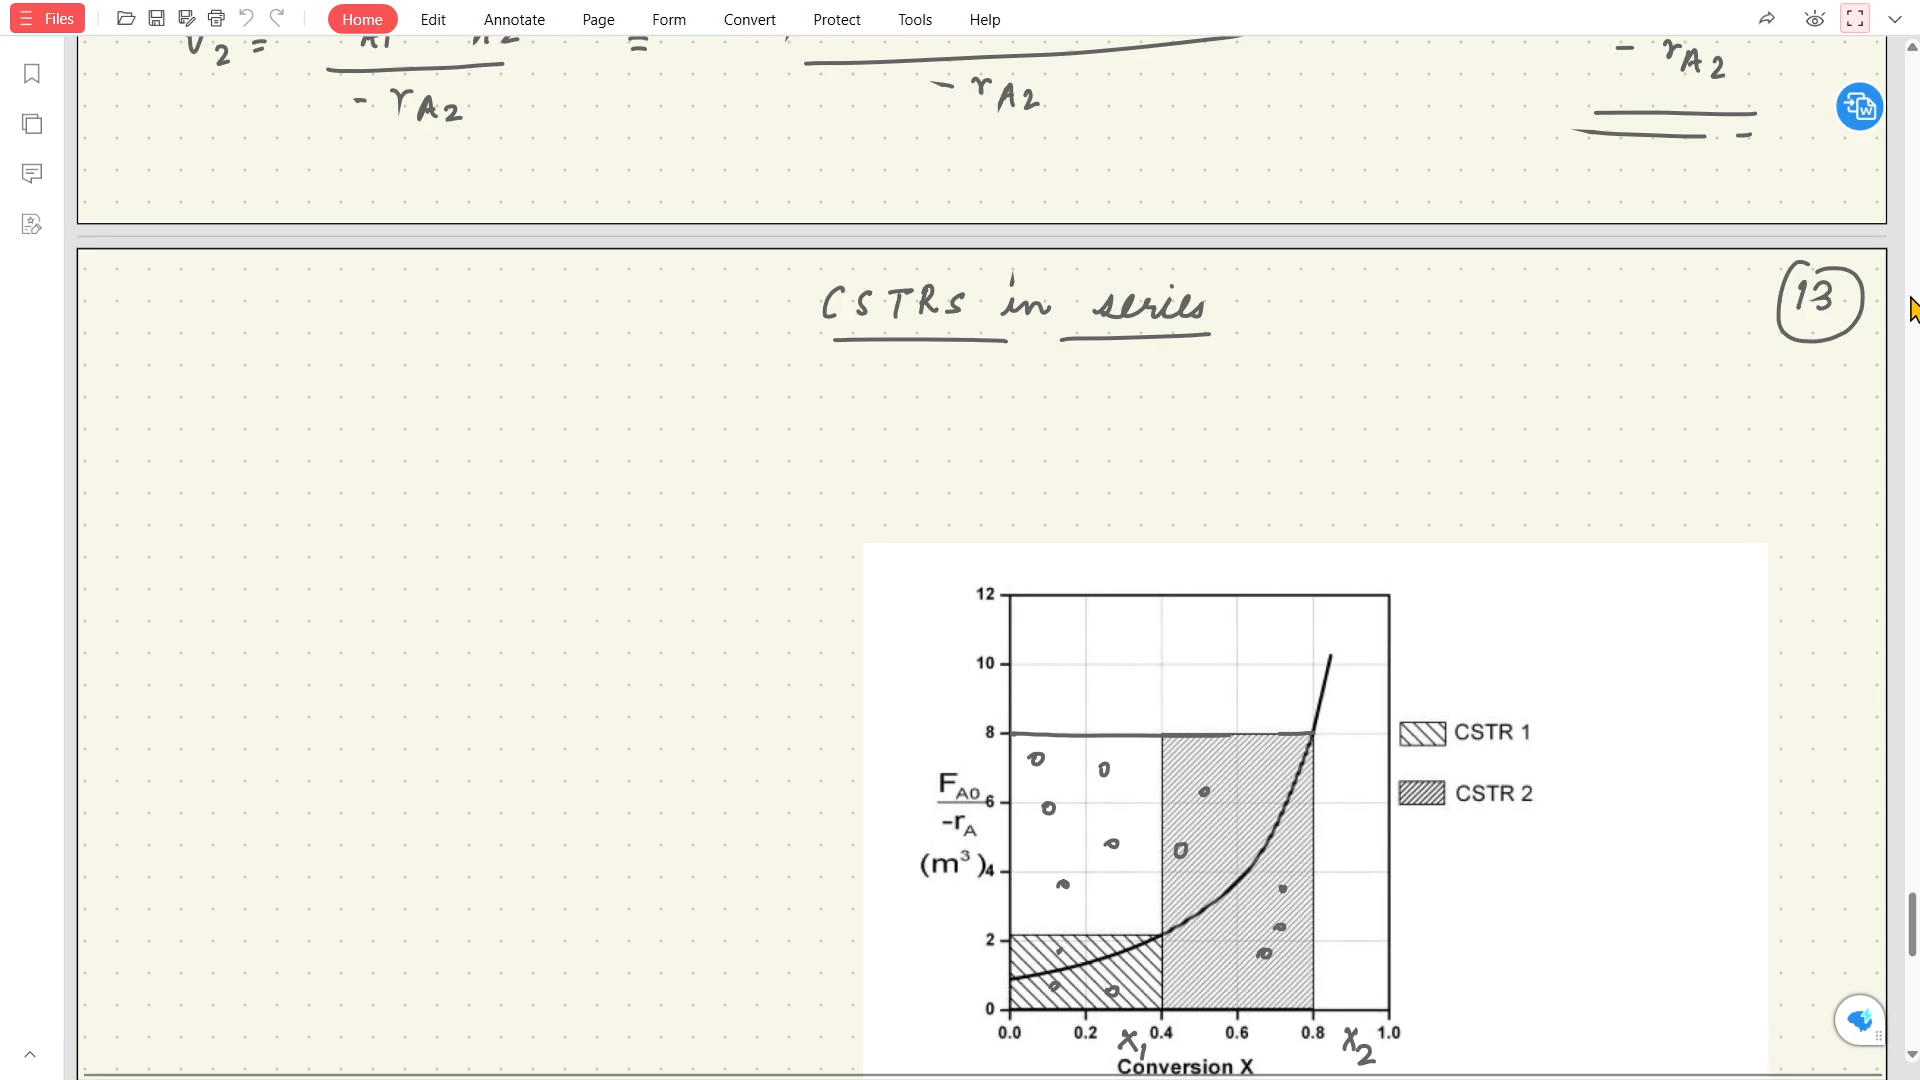 Files Home Edit Annotate Page Form Convert Protect Tools Help
V2 = =
- rA2 - rA2 - rA2
CSTRS in series 13
12
10
8 CSTR 1
FA0 6 CSTR 2
-rA
(m³) 4
2
0
0.0 0.2 0.4 0.6 0.8 1.0
x1 x2
Conversion X